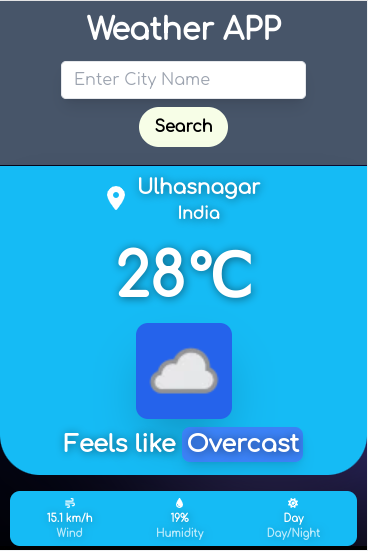 Weather APP
Enter City Name
Search
Ulhasnagar
India
28°C
Feels like Overcast
15.1 km/h 19% Day
Wind Humidity Day/Night